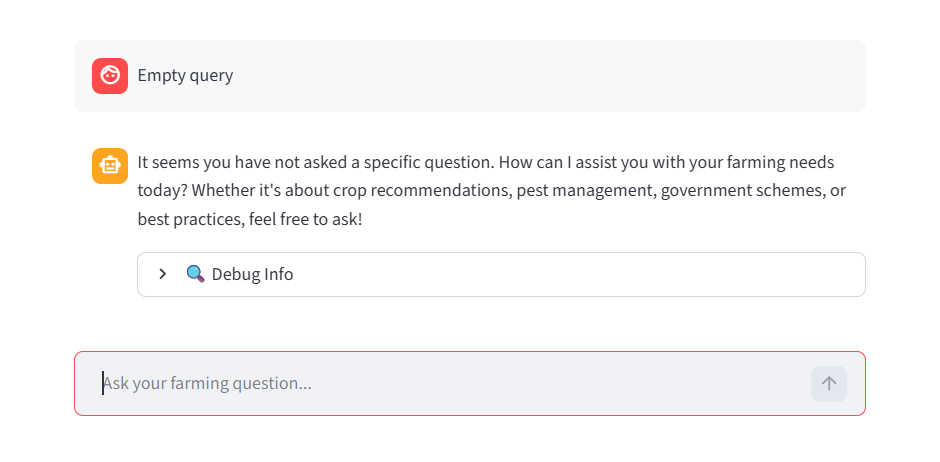 Empty query
It seems you have not asked a specific question. How can I assist you with your farming needs
today? Whether it's about crop recommendations, pest management, government schemes, or
best practices, feel free to ask!
Debug Info
Ask your farming question...